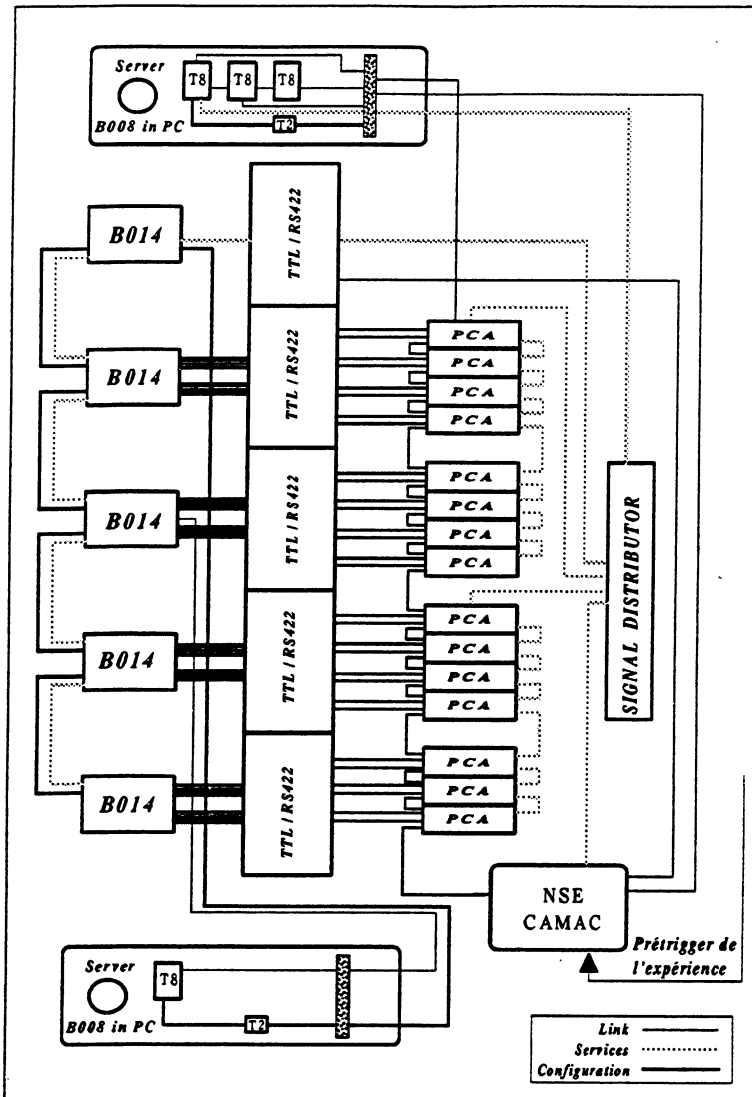 Server
T8
T8
T8
B008 in PC
T2
TTL / RS422
B014
PCA
PCA
PCA
PCA
TTL / RS422
B014
PCA
PCA
PCA
PCA
TTL / RS422
B014
SIGNAL DISTRIBUTOR
PCA
PCA
PCA
PCA
TTL / RS422
B014
PCA
PCA
PCA
TTL / RS422
B014
NSE
CAMAC
Prétrigger de
l'expérience
Server
T8
B008 in PC
T2
Link
Services
Configuration